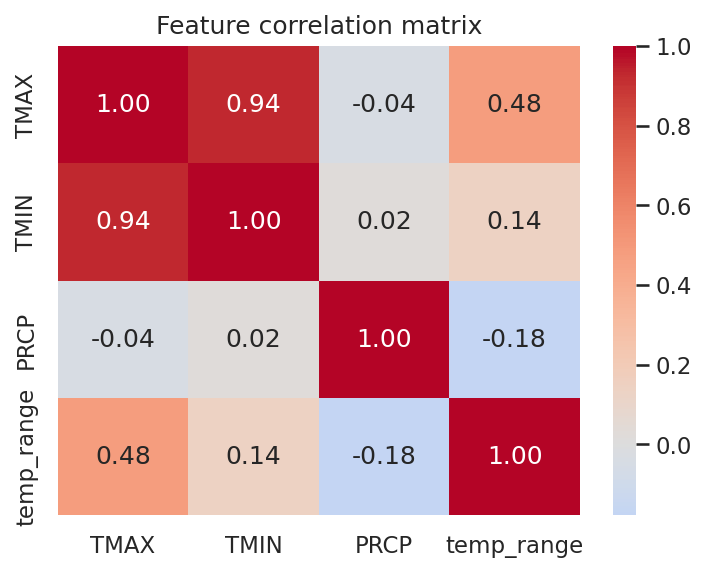 Feature correlation matrix
TMAX 1.00 0.94 -0.04 0.48
TMIN 0.94 1.00 0.02 0.14
PRCP -0.04 0.02 1.00 -0.18
temp_range 0.48 0.14 -0.18 1.00
TMAX TMIN PRCP temp_range
1.0
0.8
0.6
0.4
0.2
0.0